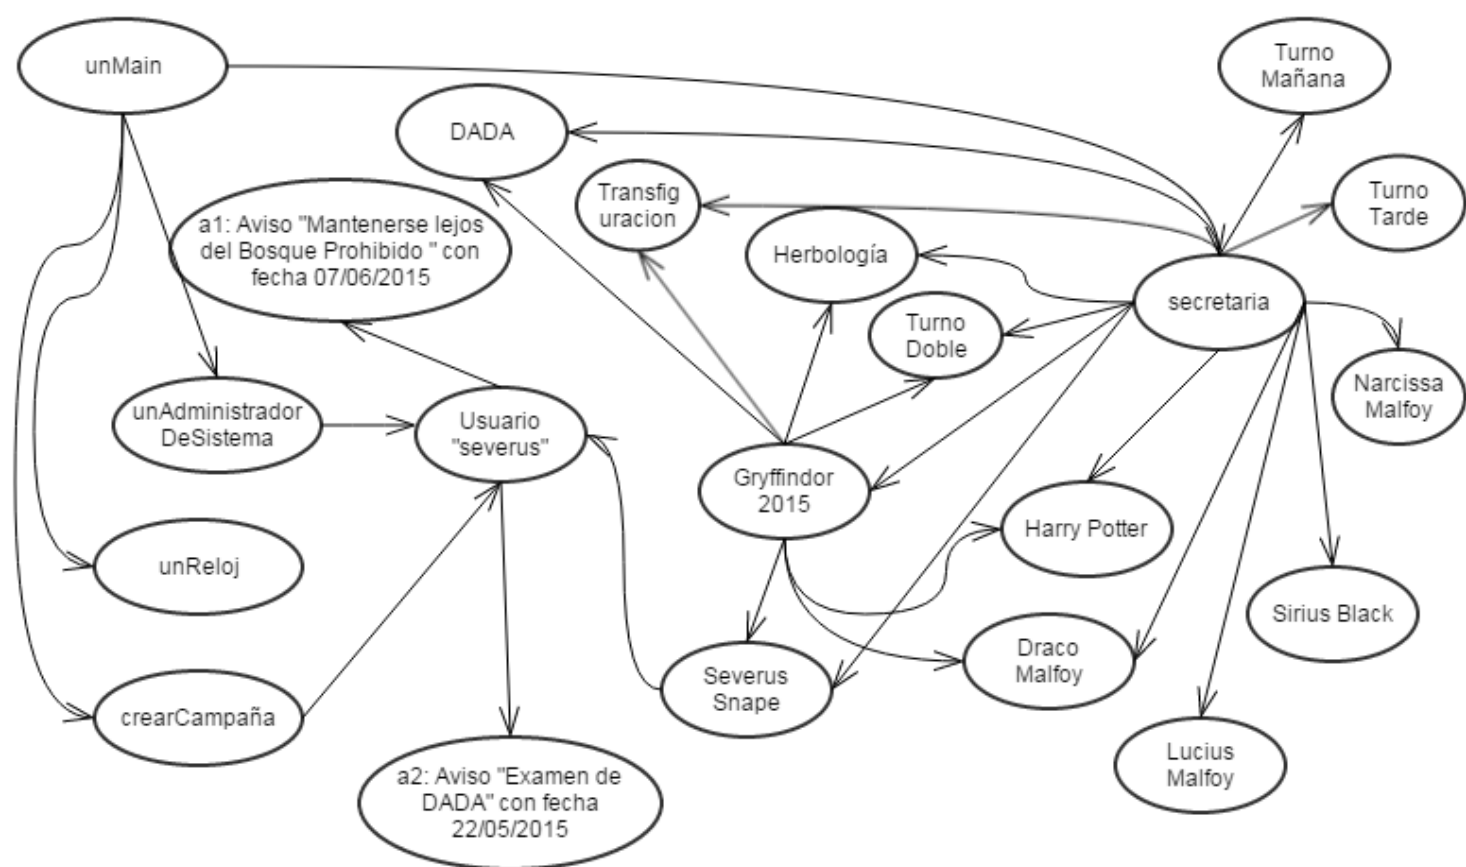 unMain
Turno
Mañana
DADA
Transfig
uracion
Turno
Tarde
a1: Aviso "Mantenerse lejos
del Bosque Prohibido " con
fecha 07/06/2015
Herbología
secretaria
Turno
Doble
unAdministrador
DeSistema
Usuario
"severus"
Narcissa
Malfoy
Gryffindor
2015
Harry Potter
unReloj
Sirius Black
Severus
Snape
Draco
Malfoy
crearCampaña
Lucius
Malfoy
a2: Aviso "Examen de
DADA" con fecha
22/05/2015